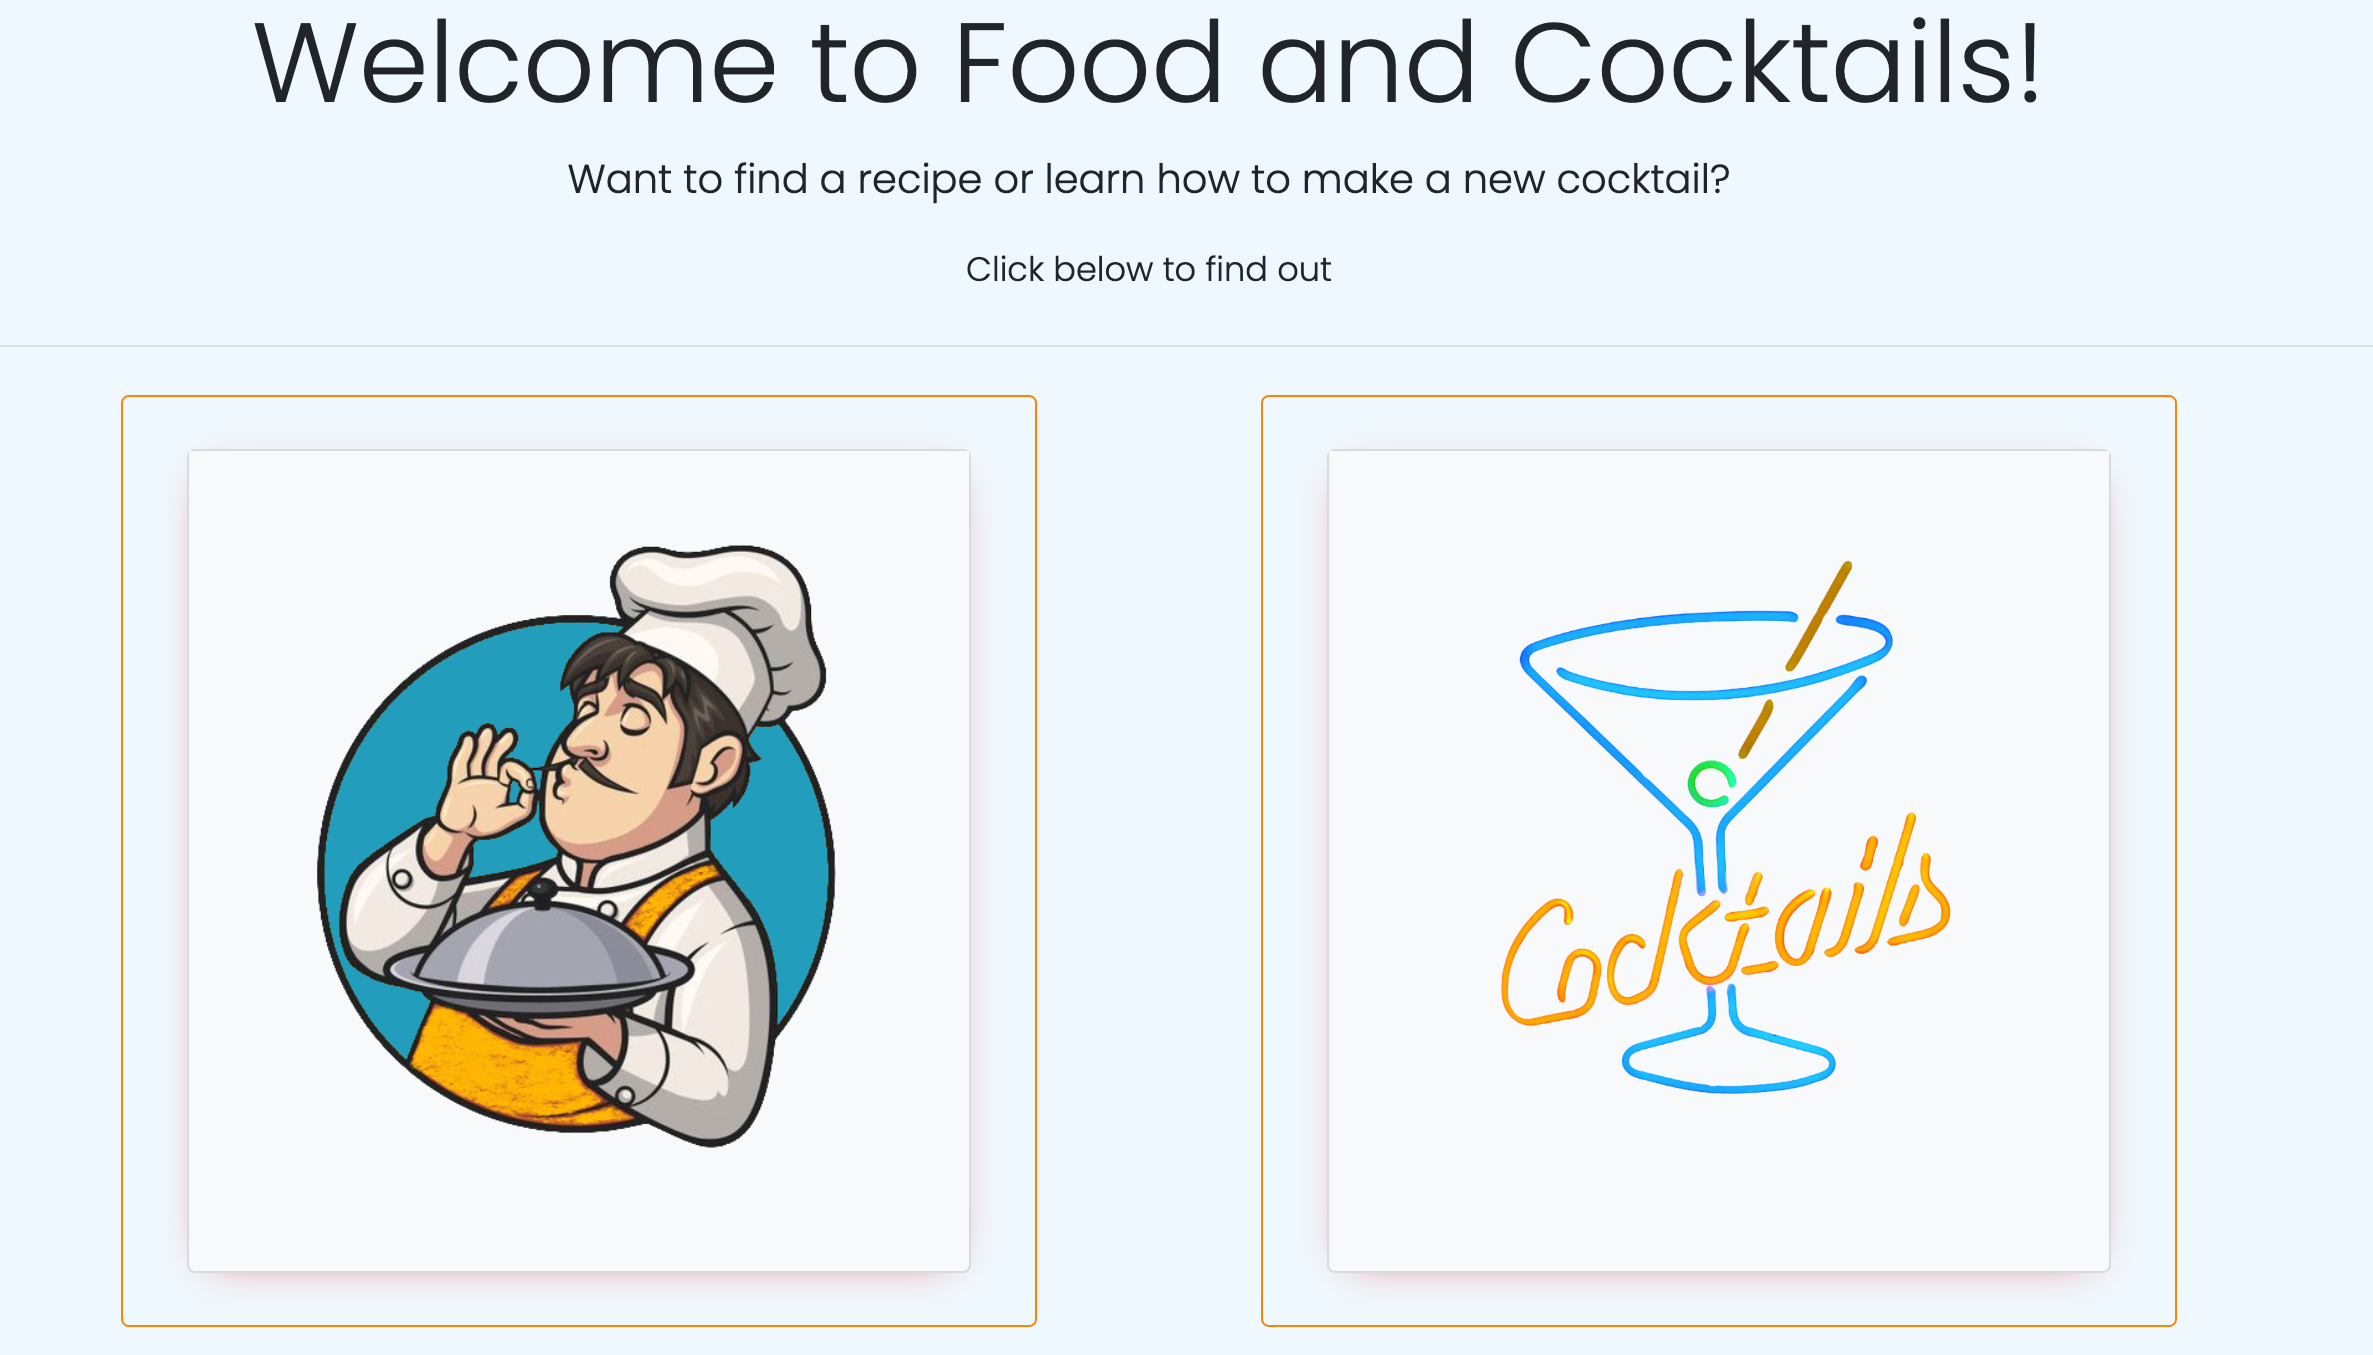 Welcome to Food and Cocktails!
Want to find a recipe or learn how to make a new cocktail?
Click below to find out
Cocktails